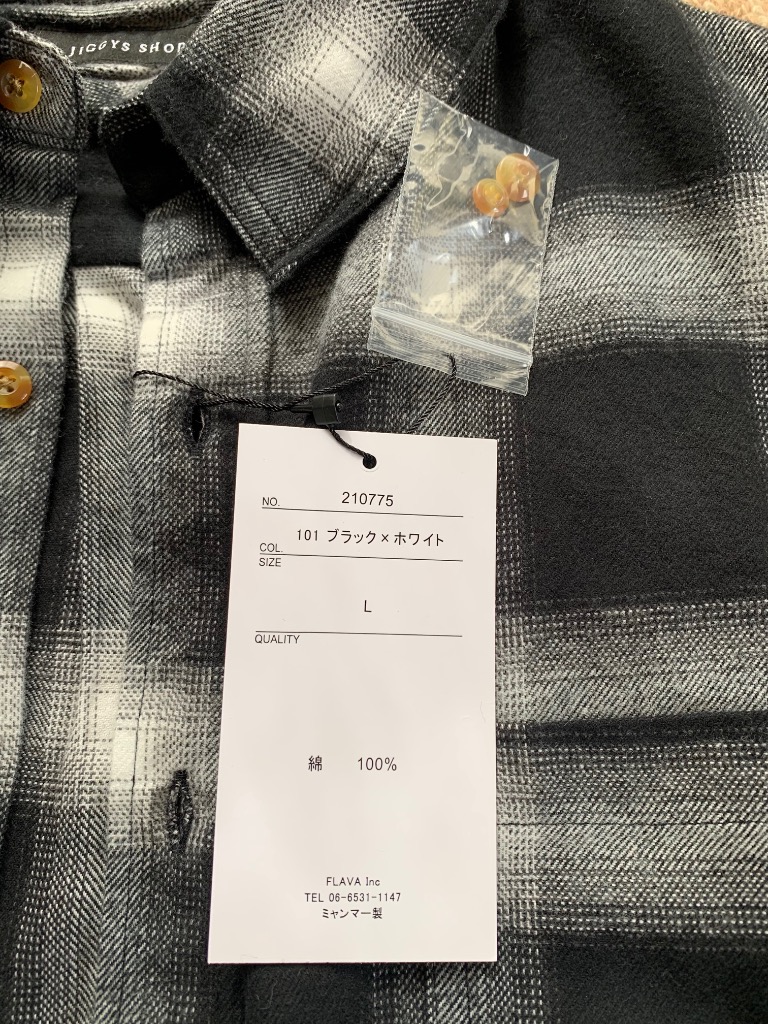 JIGGYS SHOP
NO. 210775
COL. 101 ブラック×ホワイト
SIZE
L
QUALITY
綿 100%
FLAVA Inc
TEL 06-6531-1147
ミャンマー製